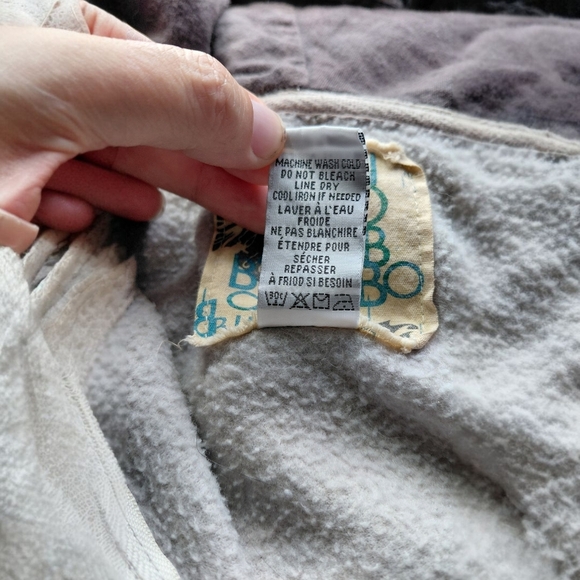 MACHINE WASH COLD
DO NOT BLEACH
LINE DRY
COOL IRON IF NEEDED
LAVER À L'EAU
FROIDE
NE PAS BLANCHIRE
ÉTENDRE POUR
SÉCHER
REPASSER
À FRIOD SI BESOIN
30c